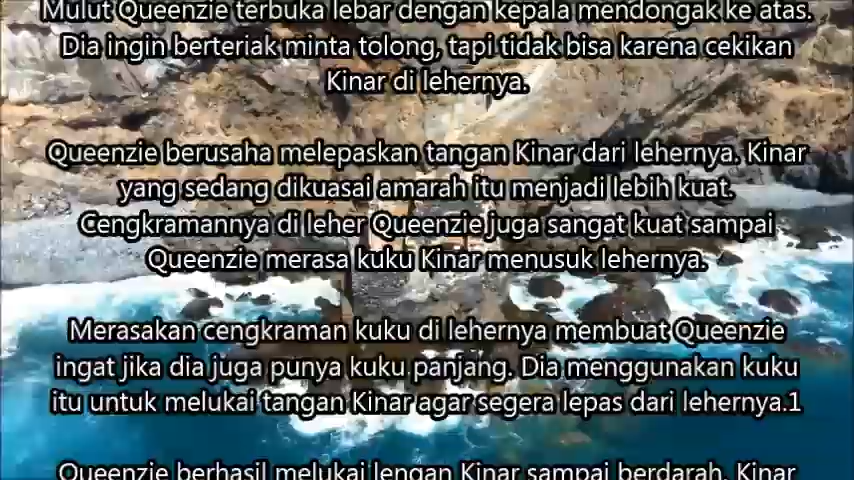 Mulut Queenzie terbuka lebar dengan kepala mendongak ke atas.
Dia ingin berteriak minta tolong, tapi tidak bisa karena cekikan
Kinar di lehernya.
Queenzie berusaha melepaskan tangan Kinar dari lehernya. Kinar
yang sedang dikuasai amarah itu menjadi lebih kuat.
Cengkramannya di leher Queenzie juga sangat kuat sampai
Queenzie merasa kuku Kinar menusuk lehernya.
Merasakan cengkraman kuku di lehernya membuat Queenzie
ingat jika dia juga punya kuku panjang. Dia menggunakan kuku
itu untuk melukai tangan Kinar agar segera lepas dari lehernya.1
Queenzie berhasil melukai lengan Kinar sampai berdarah. Kinar